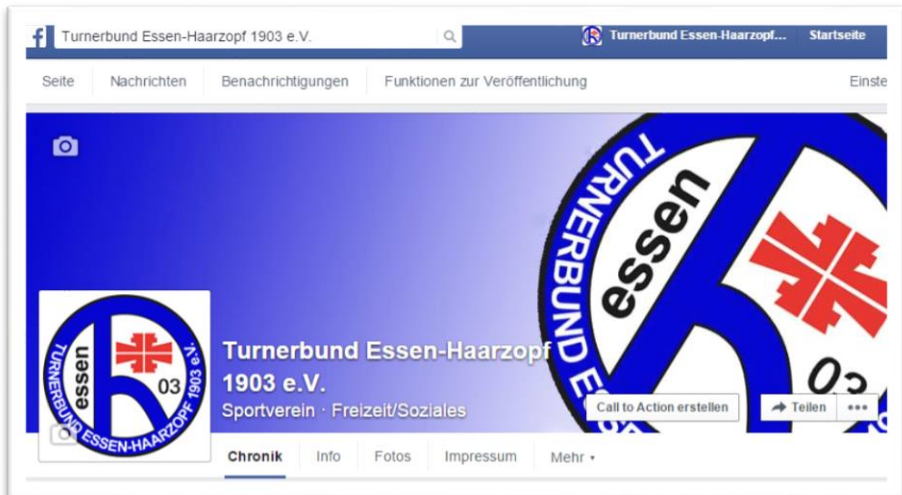 f Turnerbund Essen-Haarzopf 1903 e.V. Turnerbund Essen-Haarzopf... Startseite
Seite Nachrichten Benachrichtigungen Funktionen zur Veröffentlichung Einste
TURNERBUND ES
essen
03
Turnerbund Essen-Haarzopf
1903 e.V.
Sportverein · Freizeit/Soziales
Call to Action erstellen Teilen
TURNERBUND ESSEN-HAARZOPF 1903 e.V.
essen
03
Chronik Info Fotos Impressum Mehr